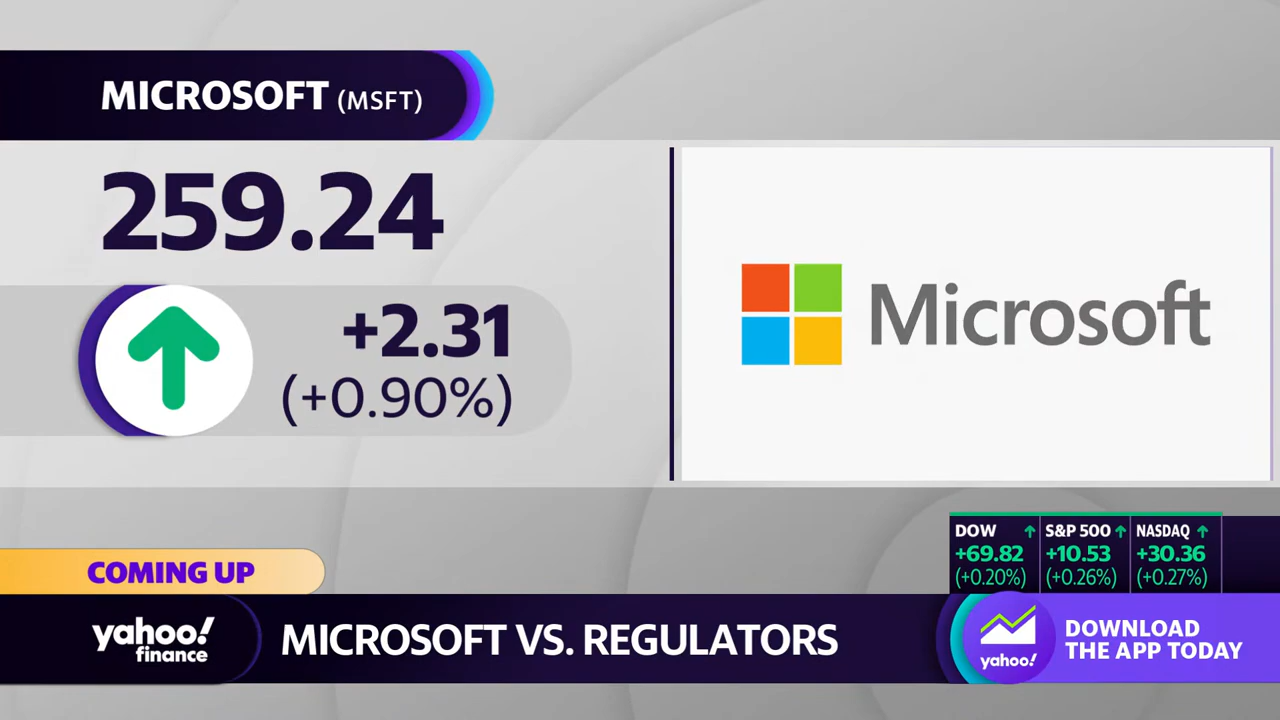 MICROSOFT (MSFT)
259.24
+2.31
(+0.90%)
Microsoft
DOW
+69.82
(+0.20%)
S&P 500
+10.53
(+0.26%)
NASDAQ
+30.36
(+0.27%)
COMING UP
yahoo!
finance
MICROSOFT VS. REGULATORS
yahoo!
DOWNLOAD
THE APP TODAY